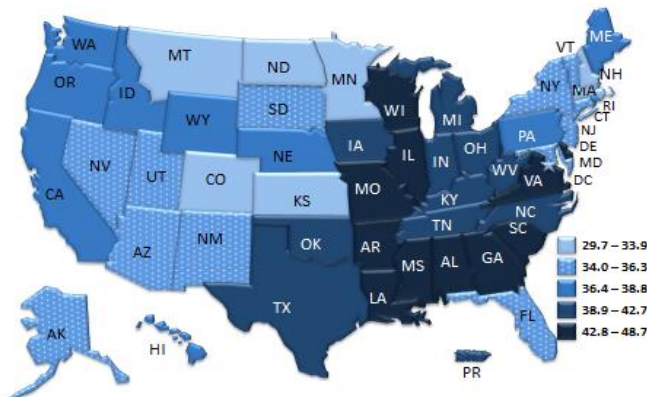 WA
MT
ND
MN
VT
ME
OR
ID
SD
WI
MI
NY
NH
MA
RI
CT
WY
NE
IA
PA
NJ
NV
UT
CO
KS
MO
IL
IN
OH
WV
VA
DE
MD
DC
CA
KY
NC
AZ
NM
OK
AR
TN
SC
TX
LA
MS
AL
GA
FL
AK
HI
PR
29.7 – 33.9
34.0 – 36.3
36.4 – 38.8
38.9 – 42.7
42.8 – 48.7